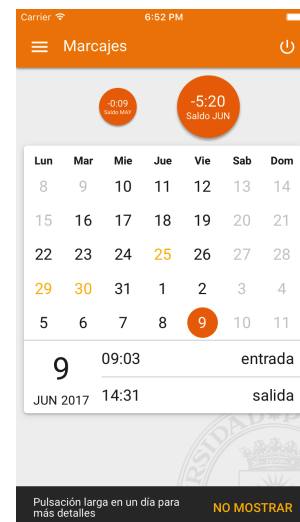 Carrier 6:52 PM
Marcajes
-0:09
Saldo MAY
-5:20
Saldo JUN
Lun Mar Mie Jue Vie Sab Dom
8 9 10 11 12 13 14
15 16 17 18 19 20 21
22 23 24 25 26 27 28
29 30 31 1 2 3 4
5 6 7 8 9 10 11
9
JUN 2017
09:03 entrada
14:31 salida
Pulsación larga en un día para
más detalles
NO MOSTRAR